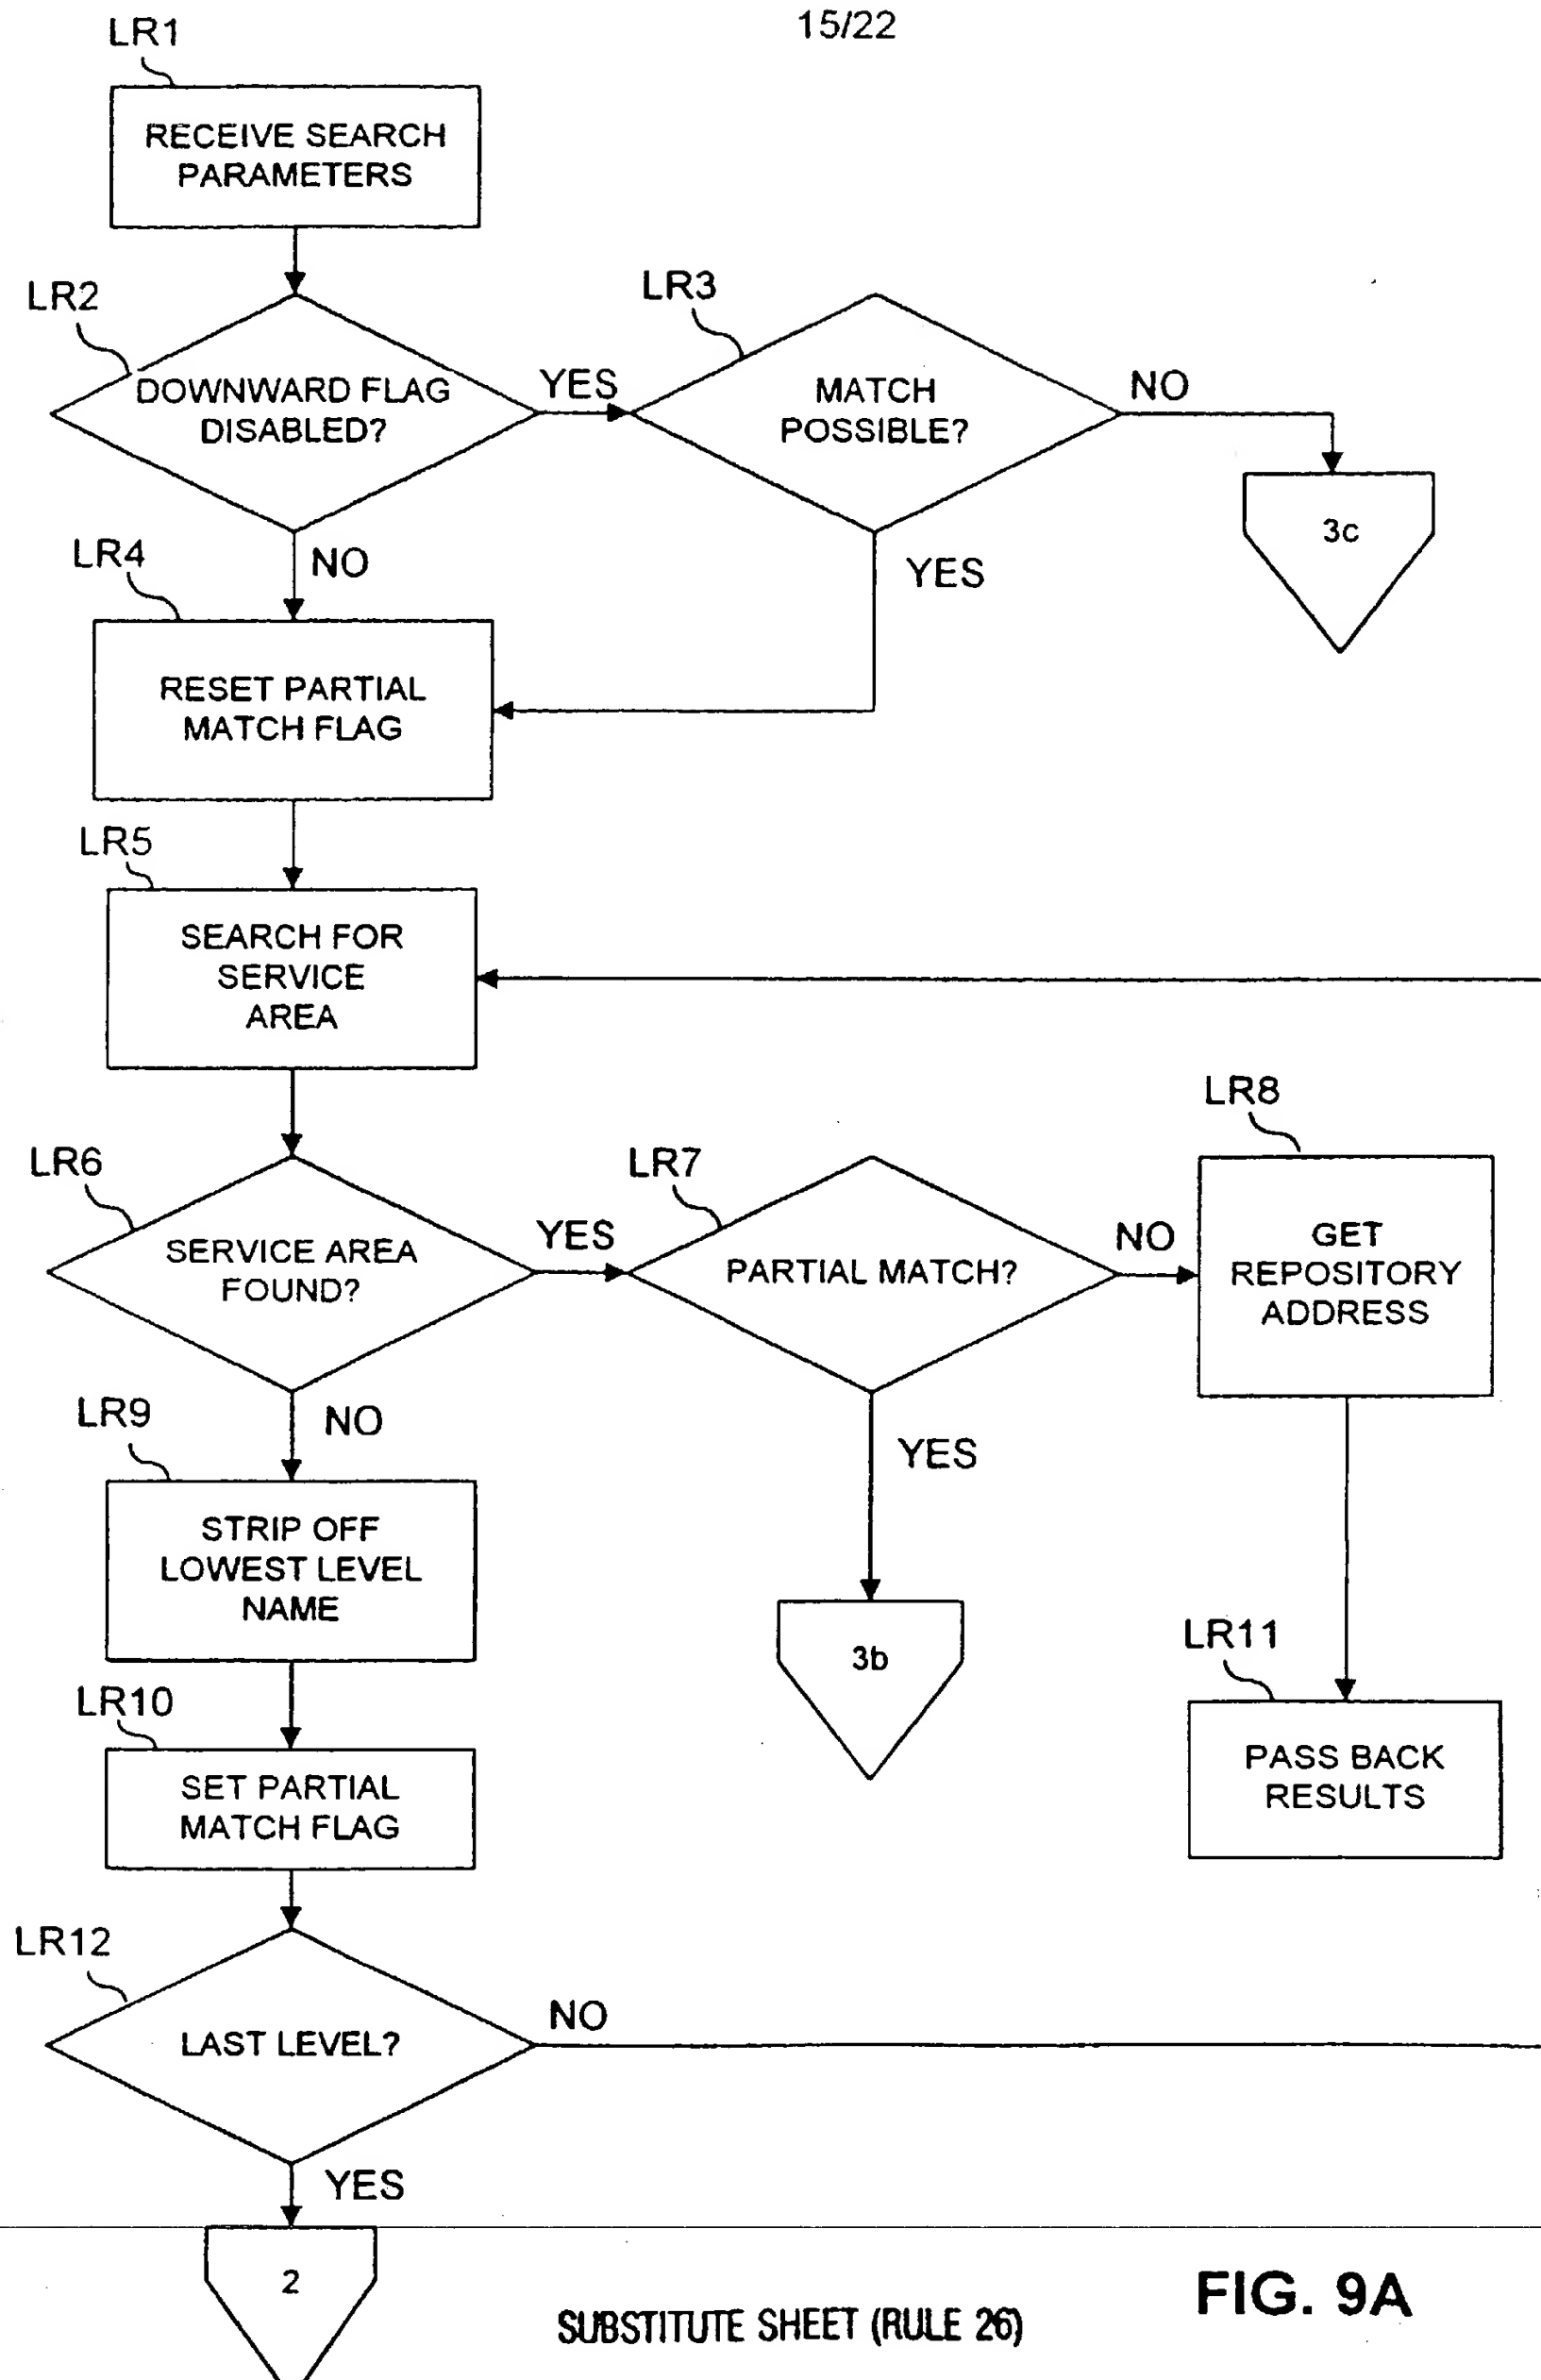 15/22
LR1
RECEIVE SEARCH
PARAMETERS
LR2
DOWNWARD FLAG
DISABLED?
YES
LR3
MATCH
POSSIBLE?
NO
3c
NO
YES
LR4
RESET PARTIAL
MATCH FLAG
LR5
SEARCH FOR
SERVICE
AREA
LR6
SERVICE AREA
FOUND?
YES
LR7
PARTIAL MATCH?
NO
LR8
GET
REPOSITORY
ADDRESS
NO
YES
LR9
STRIP OFF
LOWEST LEVEL
NAME
3b
LR11
PASS BACK
RESULTS
LR10
SET PARTIAL
MATCH FLAG
LR12
LAST LEVEL?
NO
YES
2
FIG. 9A
SUBSTITUTE SHEET (RULE 26)